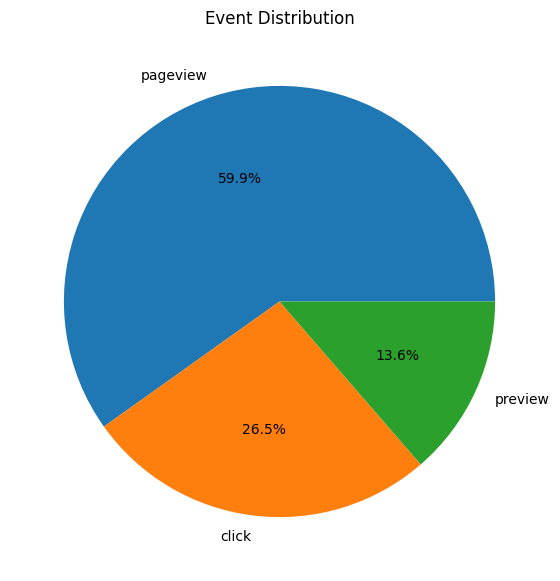 Event Distribution
pageview
59.9%
13.6%
preview
26.5%
click